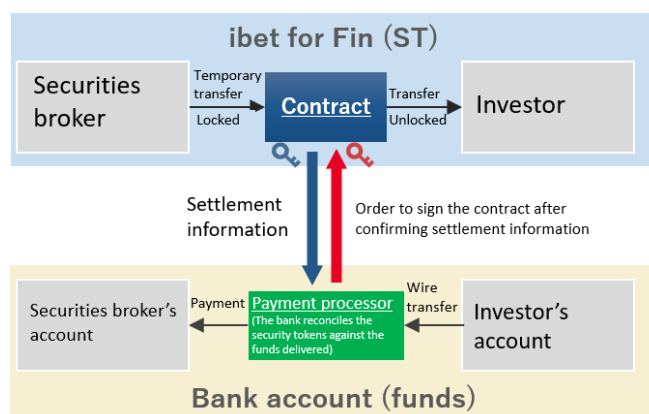 ibet for Fin (ST)
Securities
broker
Temporary
transfer
Locked
Contract
Transfer
Unlocked
Investor
Settlement
information
Order to sign the contract after
confirming settlement information
Securities broker's
account
Payment
Payment processor
(The bank reconciles the
security tokens against the
funds delivered)
Wire
transfer
Investor's
account
Bank account (funds)